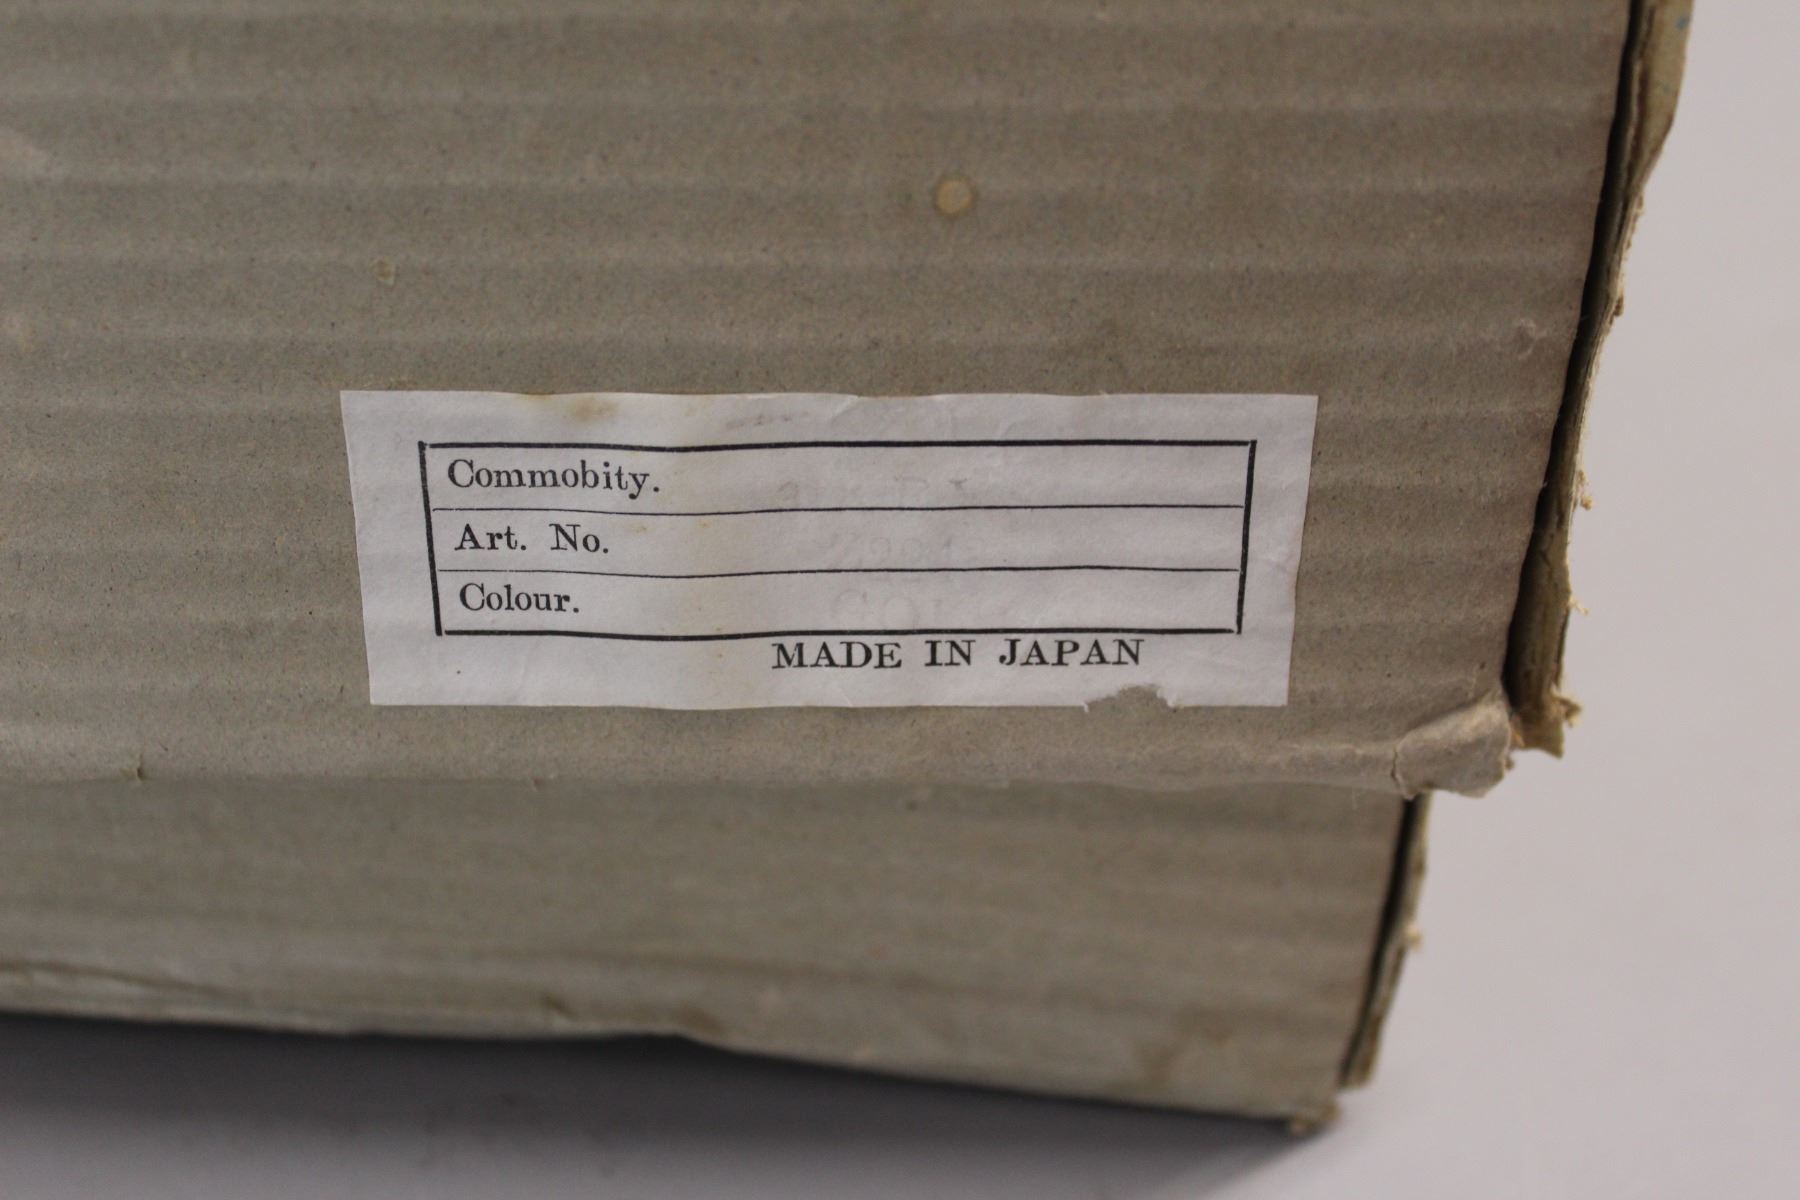 Commobity.
Art. No.
Colour.
MADE IN JAPAN